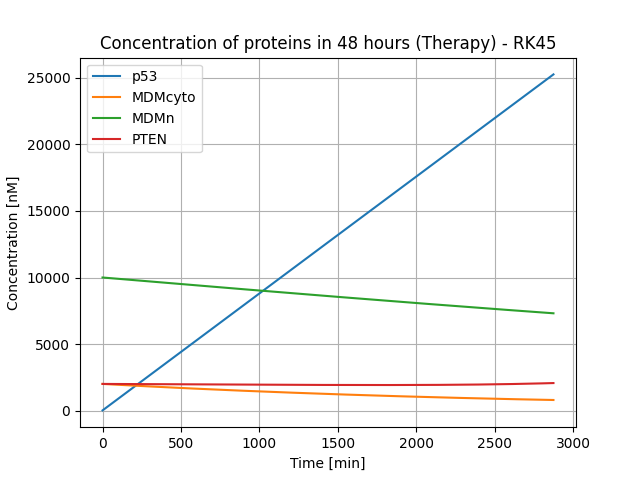 Concentration of proteins in 48 hours (Therapy) - RK45
p53
MDMcyto
MDMn
PTEN
25000
20000
15000
10000
5000
0
Concentration [nM]
0 500 1000 1500 2000 2500 3000
Time [min]